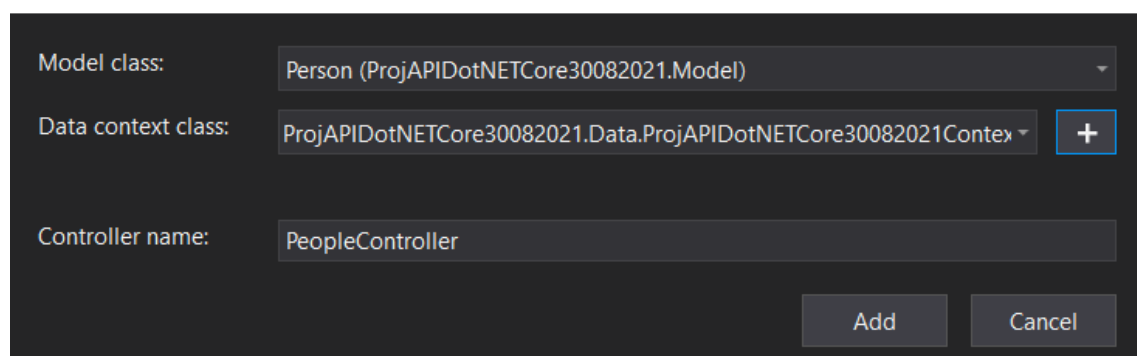 Model class:
Person (ProjAPIDotNETCore30082021.Model)
Data context class:
ProjAPIDotNETCore30082021.Data.ProjAPIDotNETCore30082021Contex
+
Controller name:
PeopleController
Add
Cancel